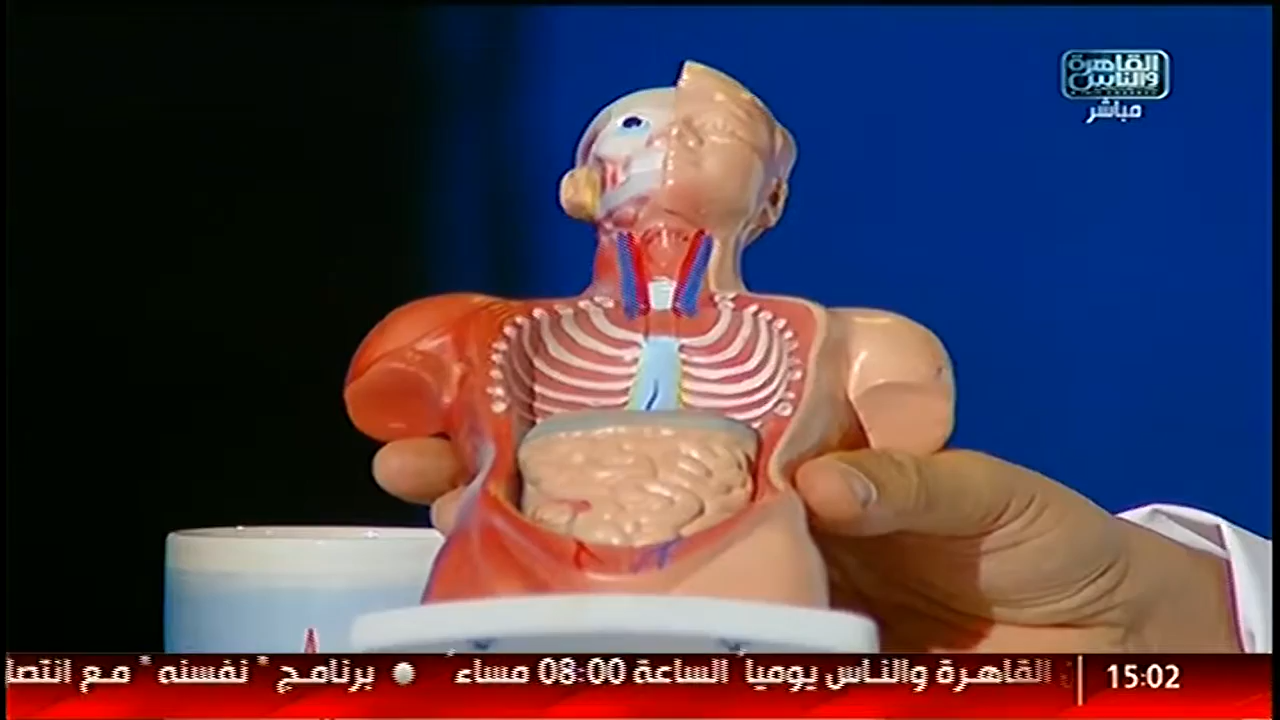 القاهرة
والناس
مباشر
القاهرة والناس يومياً الساعة 08:00 مساءً ● برنامج " نفسنه " مع
15:02